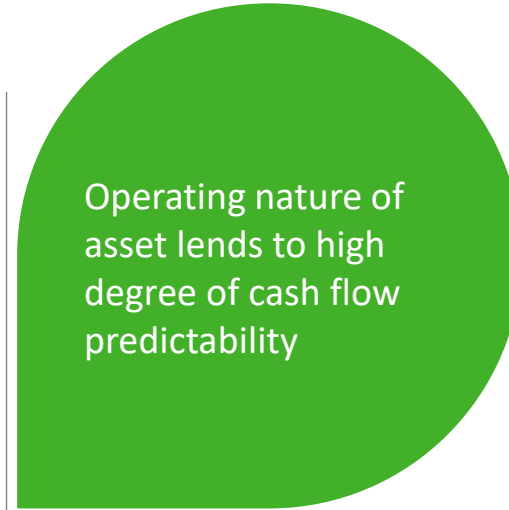 Operating nature of
asset lends to high
degree of cash flow
predictability